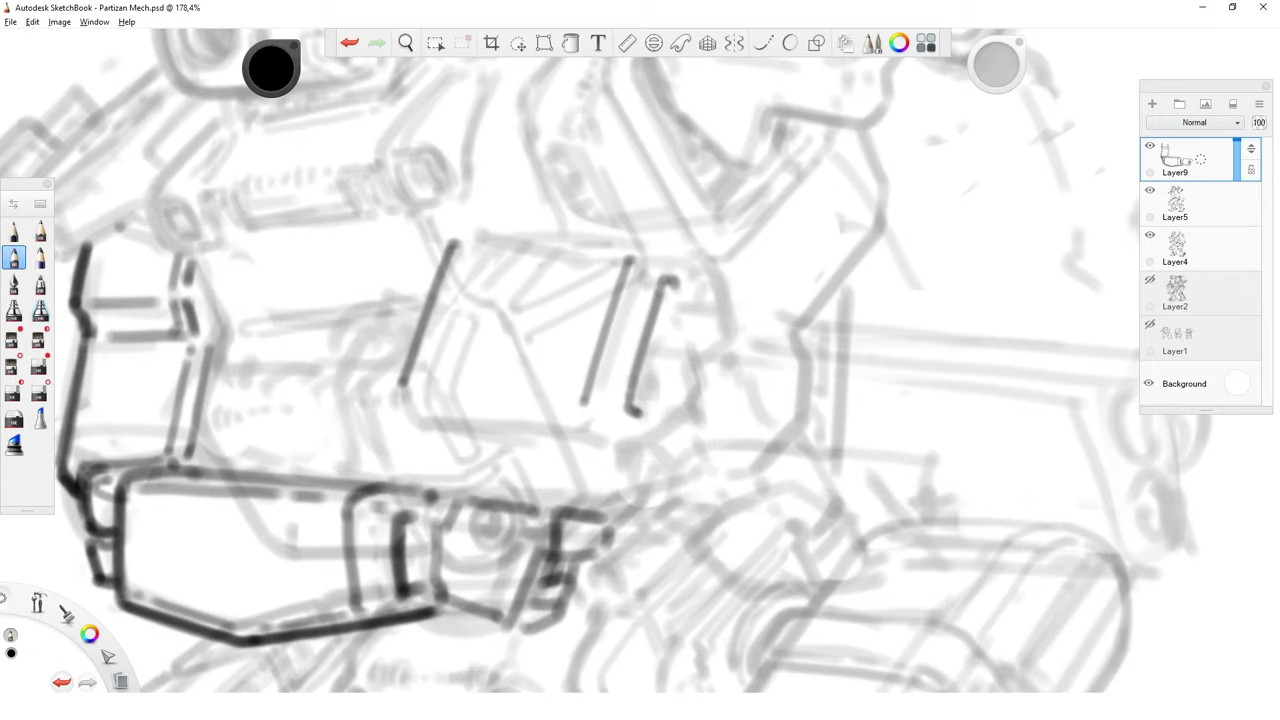 Autodesk SketchBook - Partizan Mech.psd @ 178,4%
File Edit Image Window Help
Normal 100
Layer9
Layer5
Layer4
Layer2
Layer1
Background